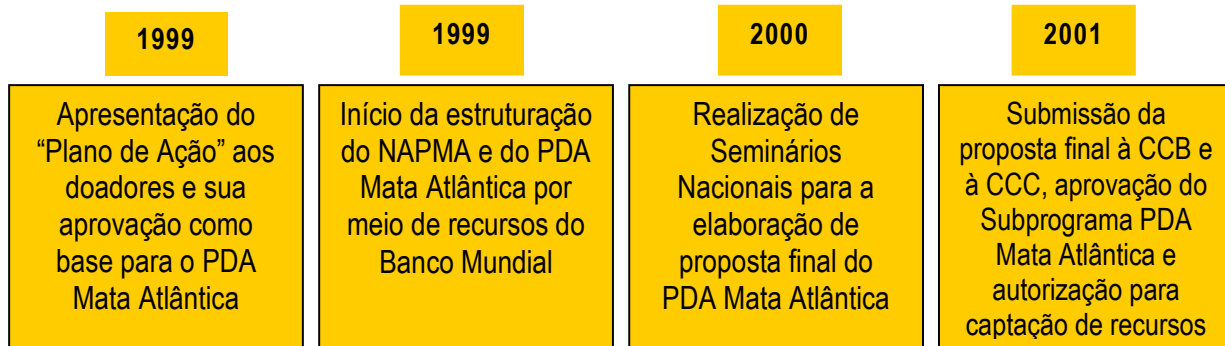 1999
Apresentação do
“Plano de Ação” aos
doadores e sua
aprovação como
base para o PDA
Mata Atlântica
1999
Início da estruturação
do NAPMA e do PDA
Mata Atlântica por
meio de recursos do
Banco Mundial
2000
Realização de
Seminários
Nacionais para a
elaboração de
proposta final do
PDA Mata Atlântica
2001
Submissão da
proposta final à CCB e
à CCC, aprovação do
Subprograma PDA
Mata Atlântica e
autorização para
captação de recursos